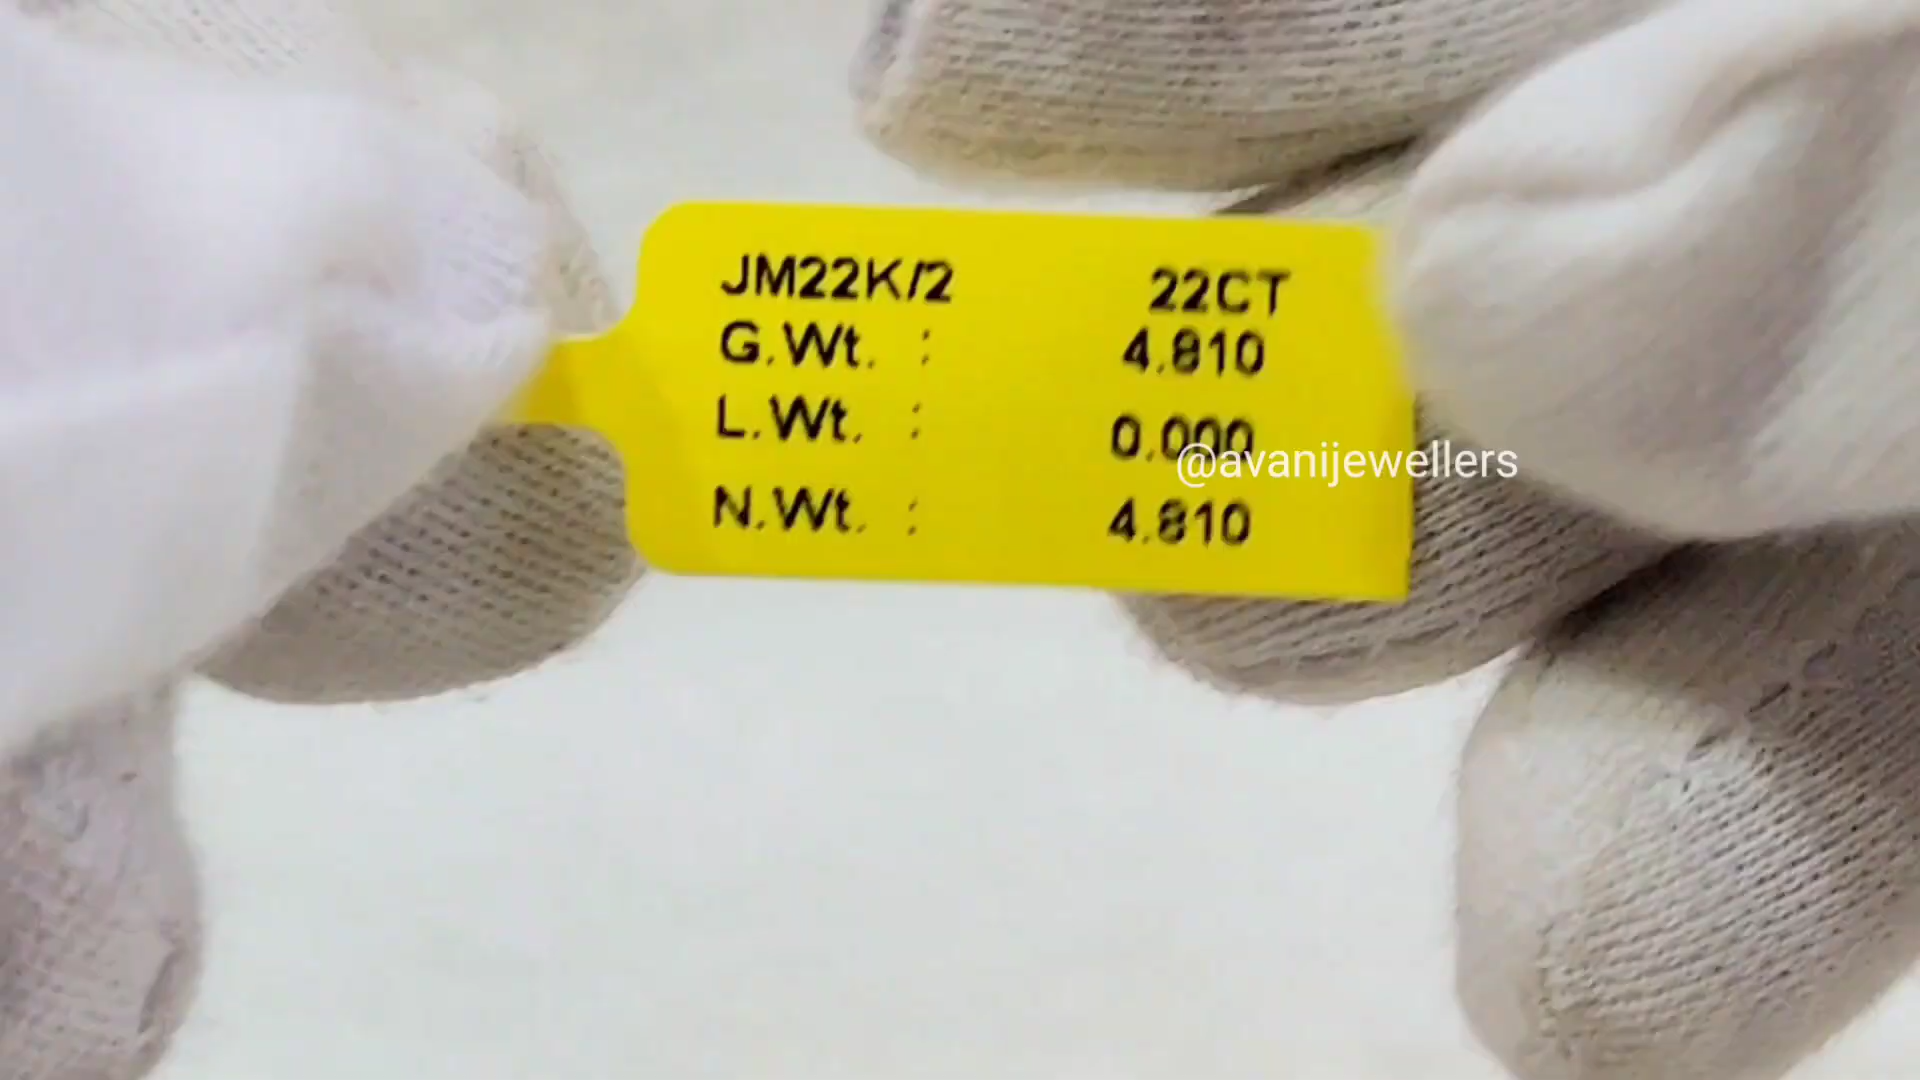 JM22K/2 22CT
G.Wt. : 4.810
L.Wt. : 0.000
@avanijewellers
N.Wt. : 4.810